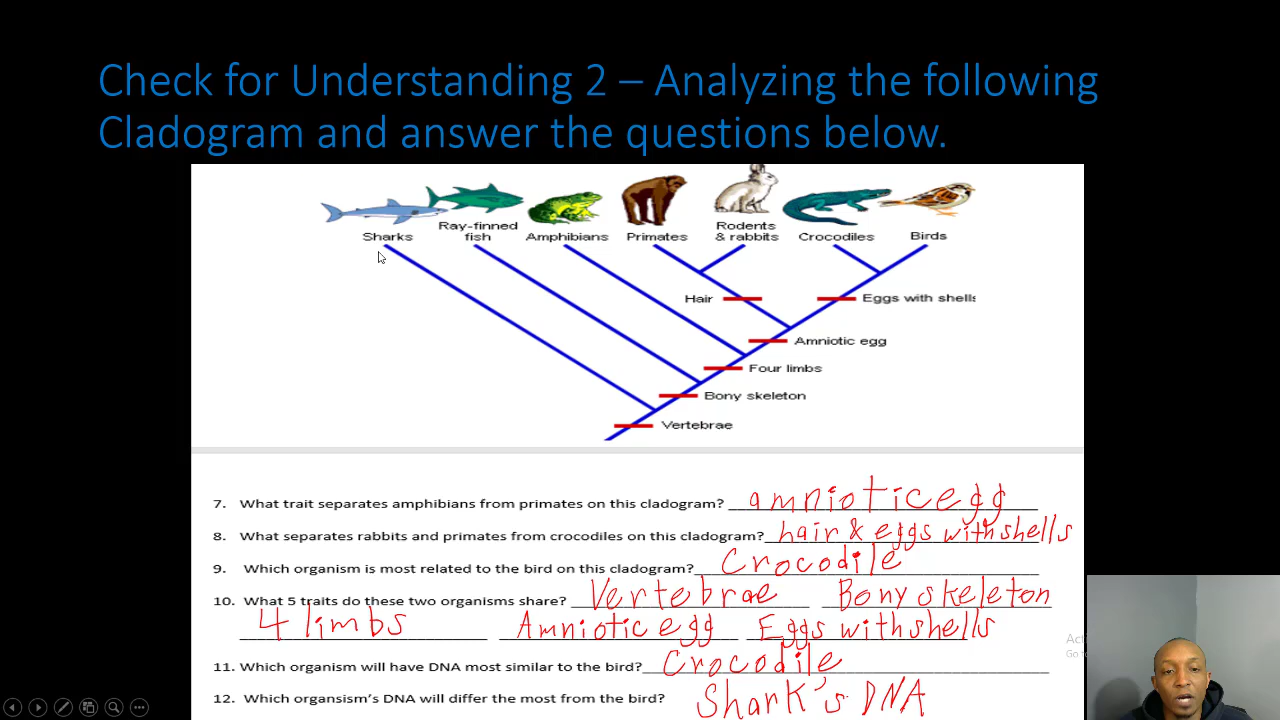 Check for Understanding 2 – Analyzing the following
Cladogram and answer the questions below.
Sharks
Ray-finned
fish
Amphibians
Primates
Rodents
& rabbits
Crocodiles
Birds
Hair
Eggs with shells
Amniotic egg
Four limbs
Bony skeleton
Vertebrae
7. What trait separates amphibians from primates on this cladogram? amniotic egg
8. What separates rabbits and primates from crocodiles on this cladogram? hair & eggs with shells
9. Which organism is most related to the bird on this cladogram? Crocodile
10. What 5 traits do these two organisms share? Vertebrae Bony skeleton
4 limbs Amniotic egg Eggs with shells
11. Which organism will have DNA most similar to the bird? Crocodile
12. Which organsism's DNA will differ the most from the bird? Shark's DNA